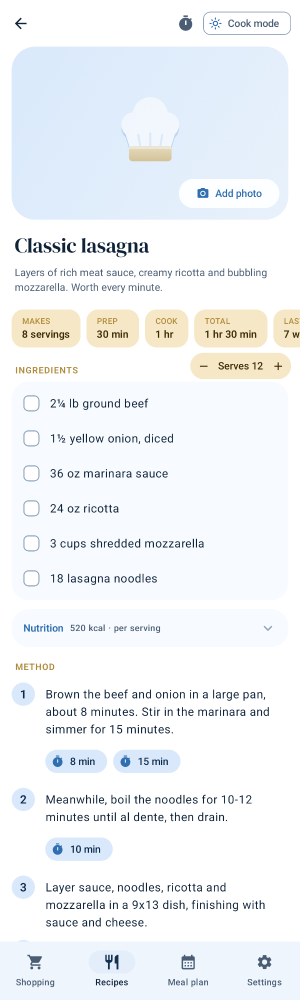 Cook mode
Add photo
Classic lasagna
Layers of rich meat sauce, creamy ricotta and bubbling
mozzarella. Worth every minute.
MAKES
8 servings
PREP
30 min
COOK
1 hr
TOTAL
1 hr 30 min
INGREDIENTS
− Serves 12 +
2¼ lb ground beef
1½ yellow onion, diced
36 oz marinara sauce
24 oz ricotta
3 cups shredded mozzarella
18 lasagna noodles
Nutrition 520 kcal · per serving
METHOD
1
Brown the beef and onion in a large pan,
about 8 minutes. Stir in the marinara and
simmer for 15 minutes.
8 min
15 min
2
Meanwhile, boil the noodles for 10-12
minutes until al dente, then drain.
10 min
3
Layer sauce, noodles, ricotta and
mozzarella in a 9x13 dish, finishing with
sauce and cheese.
Shopping
Recipes
Meal plan
Settings